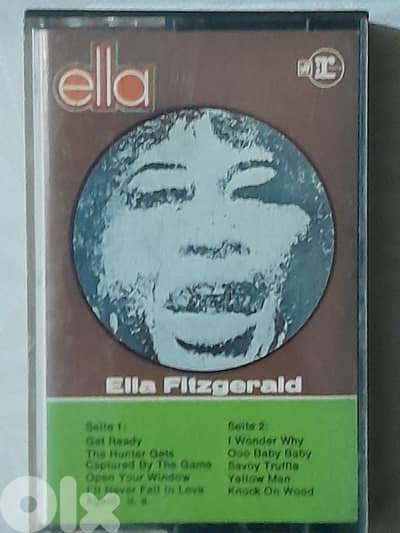 ella
Ella Fitzgerald
Seite 1:
Get Ready
The Hunter Gets
Captured By The Game
Open Your Window
I'll Never Fall In Love
u. a.
Seite 2:
I Wonder Why
Ooo Baby Baby
Savoy Truffle
Yellow Man
Knock On Wood
olx